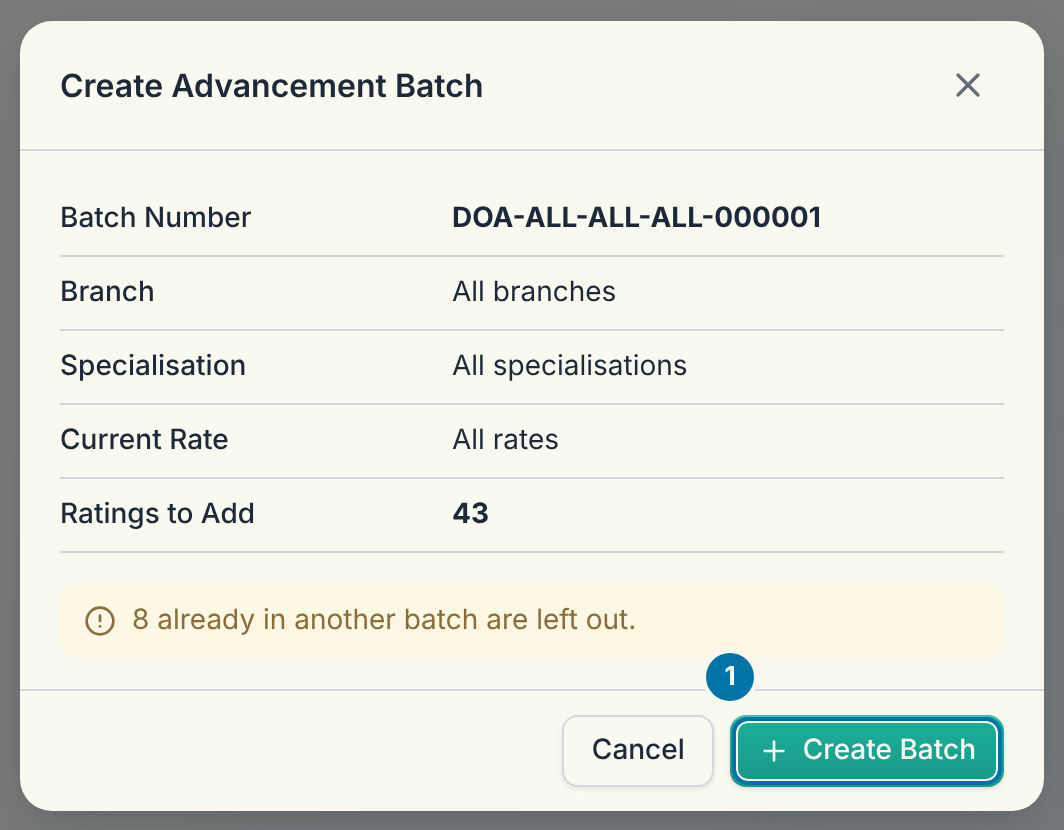 Create Advancement Batch
Batch Number DOA-ALL-ALL-ALL-000001
Branch All branches
Specialisation All specialisations
Current Rate All rates
Ratings to Add 43
8 already in another batch are left out.
1
Cancel + Create Batch